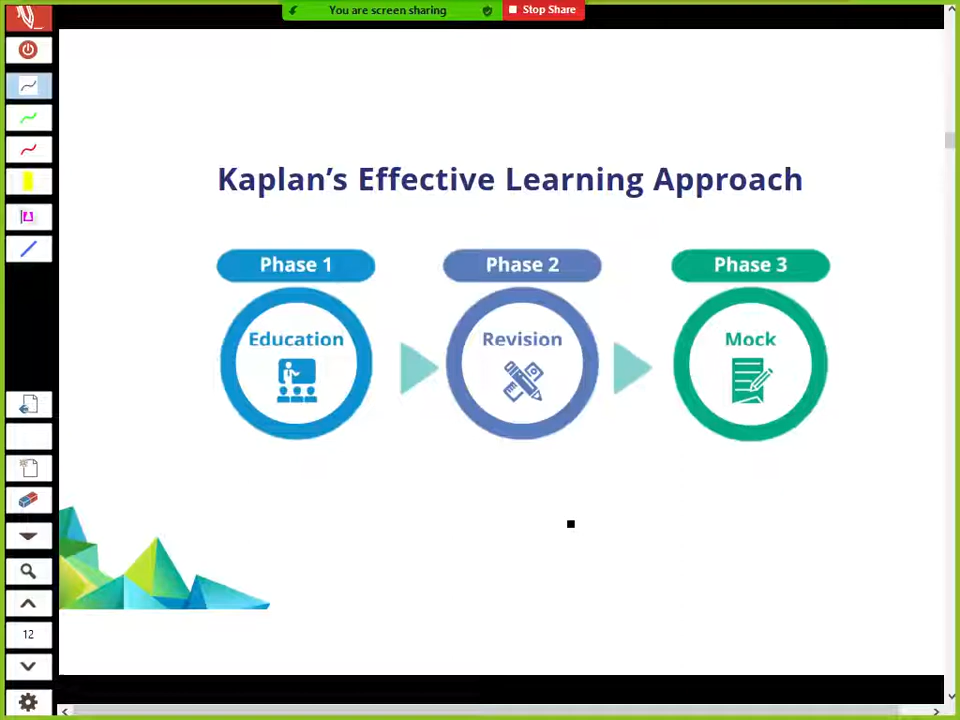 You are screen sharing
Stop Share
Kaplan's Effective Learning Approach
Phase 1
Phase 2
Phase 3
Education
Revision
Mock
12